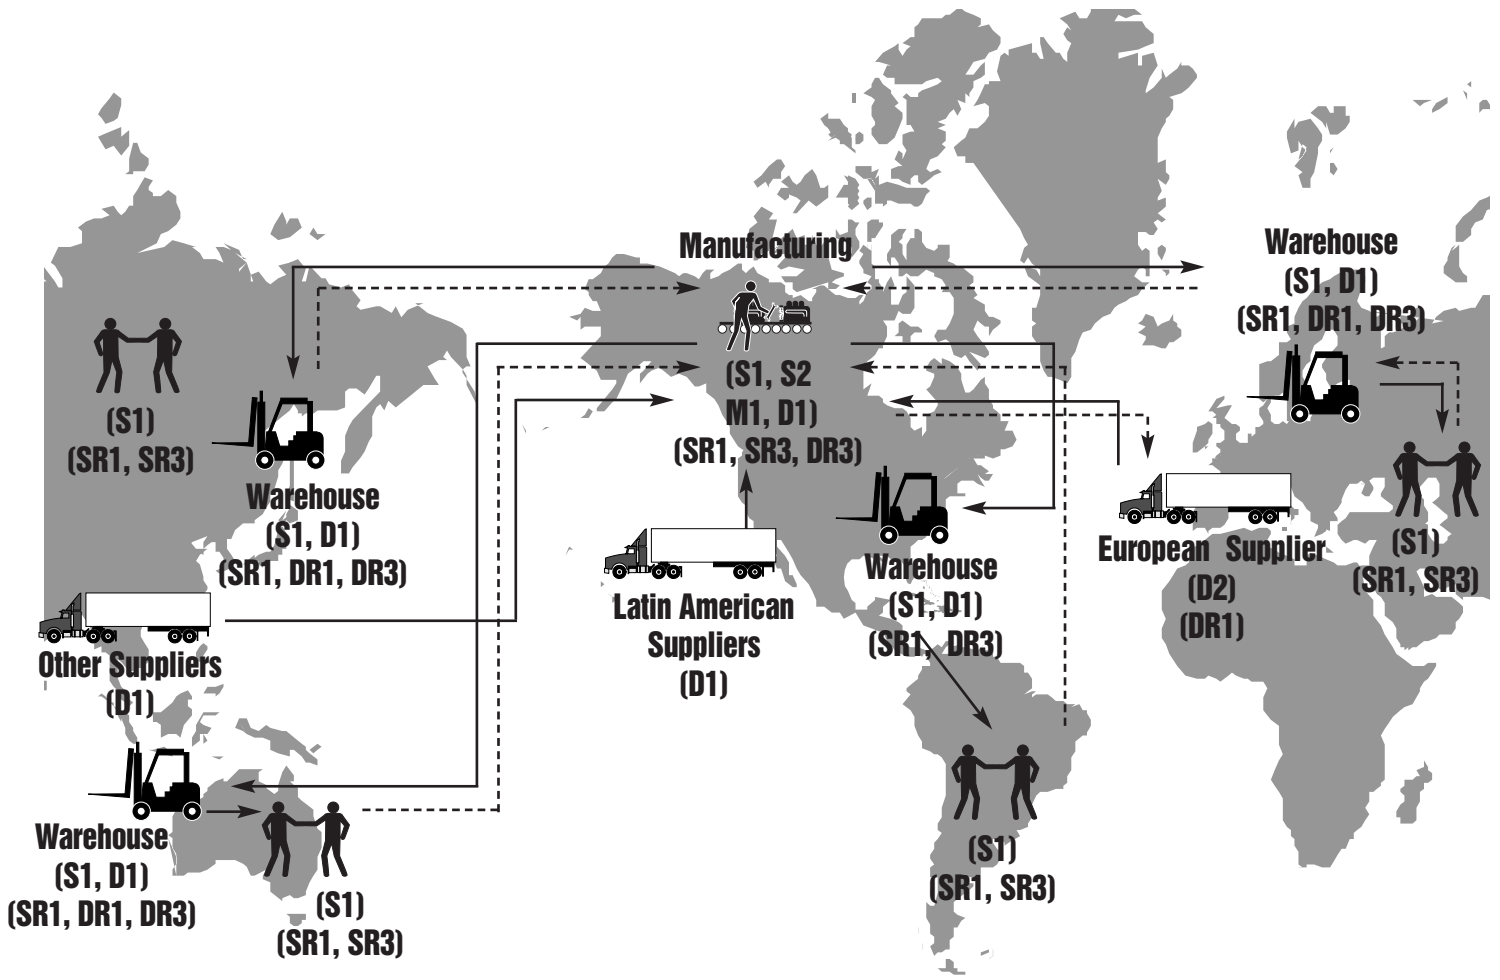 Manufacturing
(S1, S2
M1, D1)
(SR1, SR3, DR3)
Warehouse
(S1, D1)
(SR1, DR1, DR3)
(S1)
(SR1, SR3)
Warehouse
(S1, D1)
(SR1, DR1, DR3)
Other Suppliers
(D1)
Warehouse
(S1, D1)
(SR1, DR1, DR3)
(S1)
(SR1, SR3)
Latin American
Suppliers
(D1)
Warehouse
(S1, D1)
(SR1, DR3)
(S1)
(SR1, SR3)
European Supplier
(D2)
(DR1)
(S1)
(SR1, SR3)